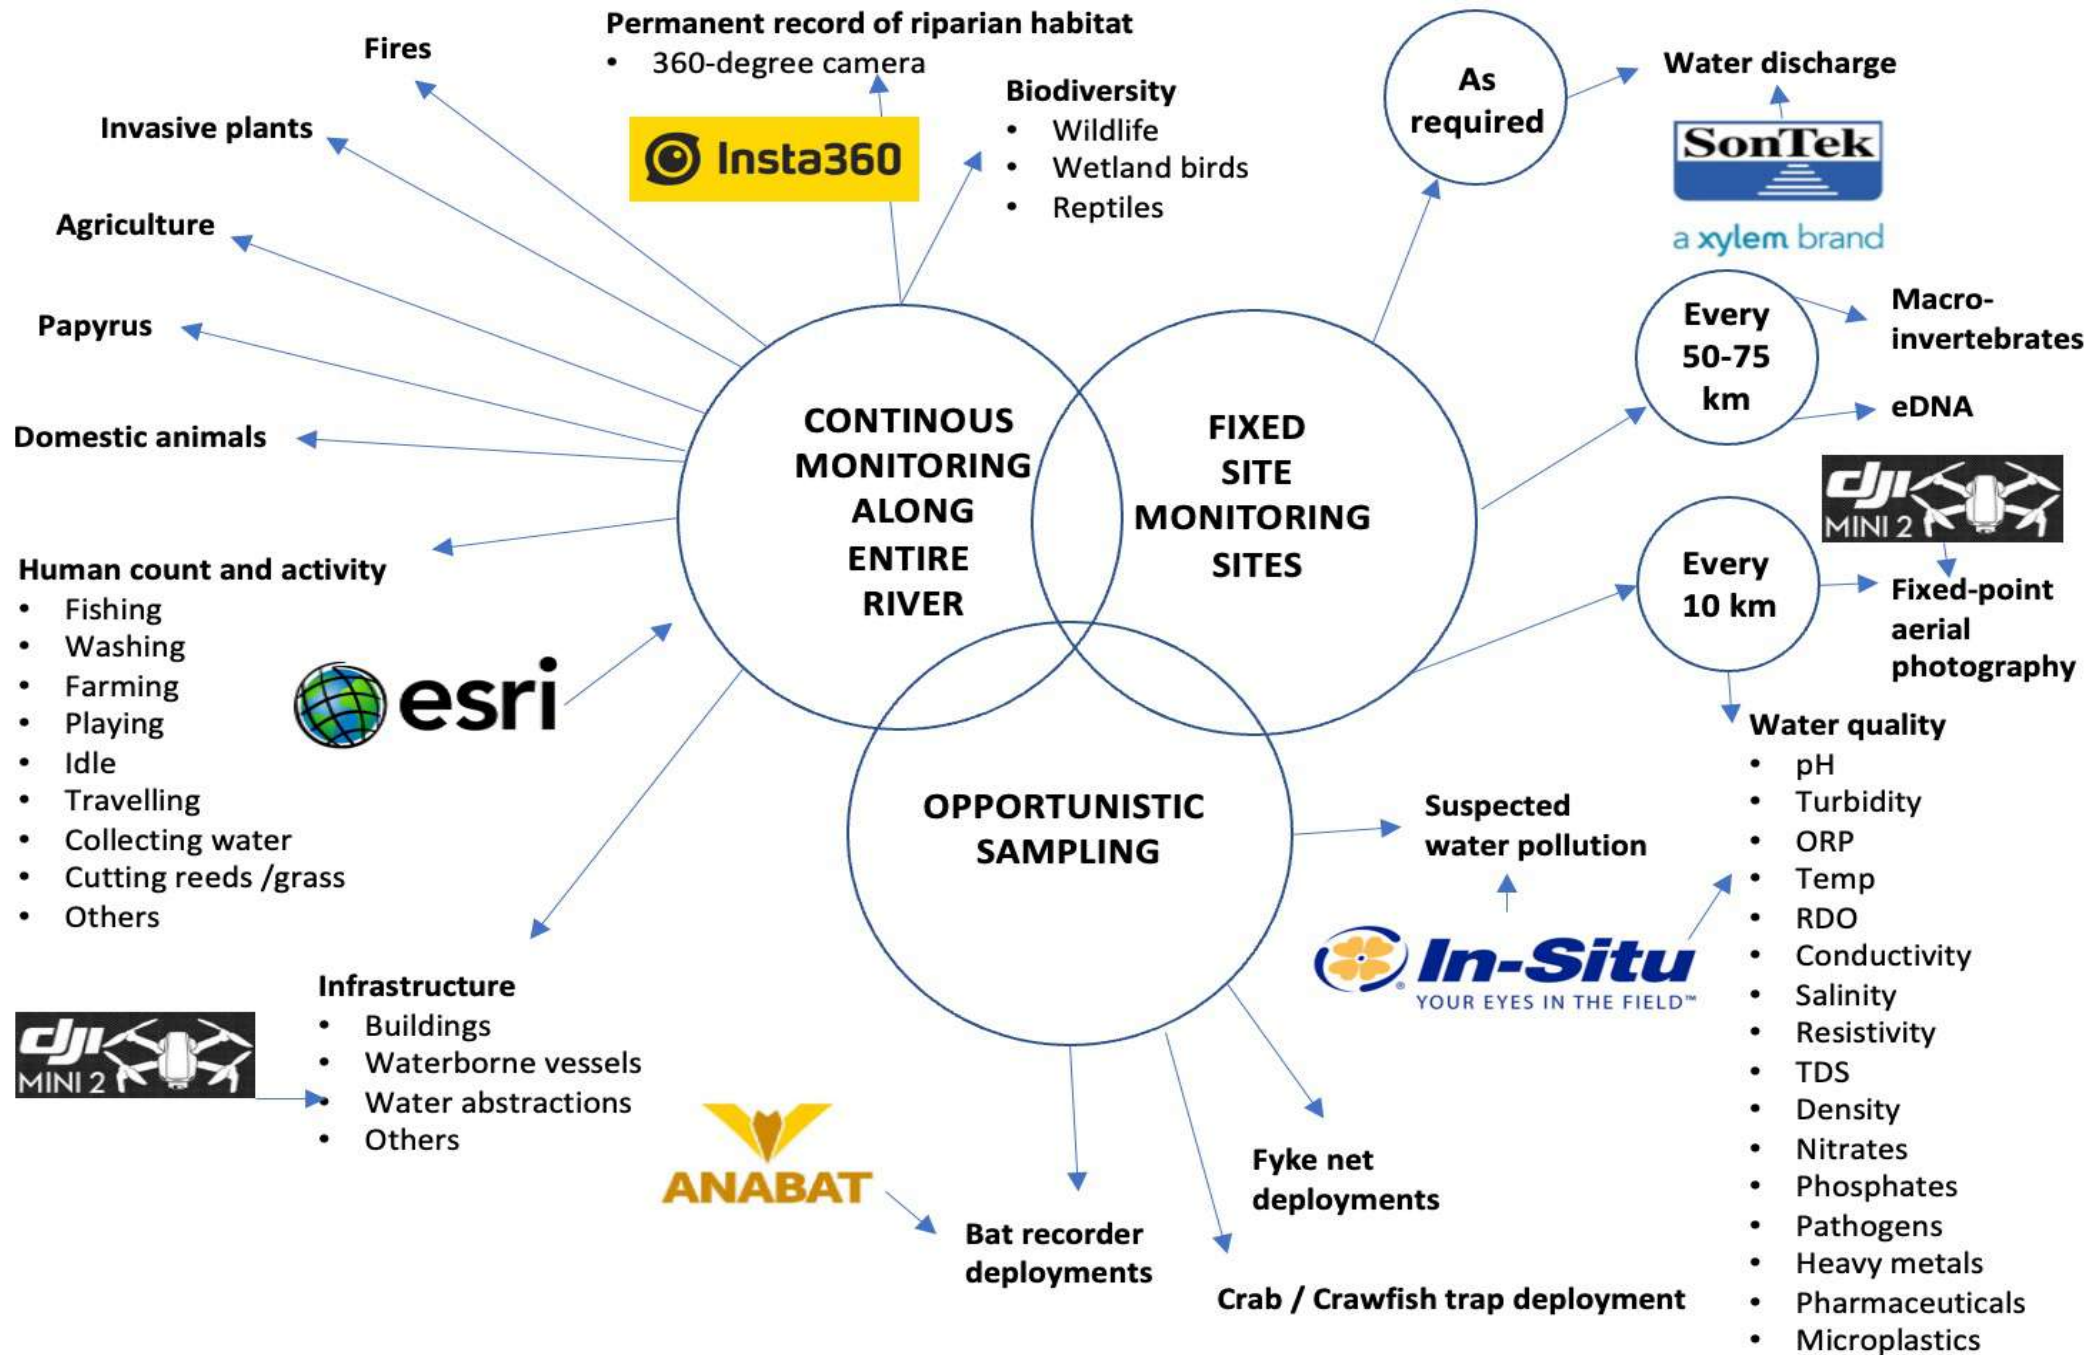 Permanent record of riparian habitat
• 360-degree camera
Insta360
Fires
Invasive plants
Agriculture
Papyrus
Domestic animals
Biodiversity
• Wildlife
• Wetland birds
• Reptiles
As
required
Water discharge
SonTek
a xylem brand
Every
50-75
km
Macro-
invertebrates
eDNA
CONTINOUS
MONITORING
ALONG
ENTIRE
RIVER
FIXED
SITE
MONITORING
SITES
dji
MINI 2
Every
10 km
Fixed-point
aerial
photography
Human count and activity
• Fishing
• Washing
• Farming
• Playing
• Idle
• Travelling
• Collecting water
• Cutting reeds /grass
• Others
esri
OPPORTUNISTIC
SAMPLING
Suspected
water pollution
In-Situ
®
YOUR EYES IN THE FIELD™
Water quality
• pH
• Turbidity
• ORP
• Temp
• RDO
• Conductivity
• Salinity
• Resistivity
• TDS
• Density
• Nitrates
• Phosphates
• Pathogens
• Heavy metals
• Pharmaceuticals
• Microplastics
Infrastructure
• Buildings
• Waterborne vessels
• Water abstractions
• Others
dji
MINI 2
ANABAT
Bat recorder
deployments
Fyke net
deployments
Crab / Crawfish trap deployment